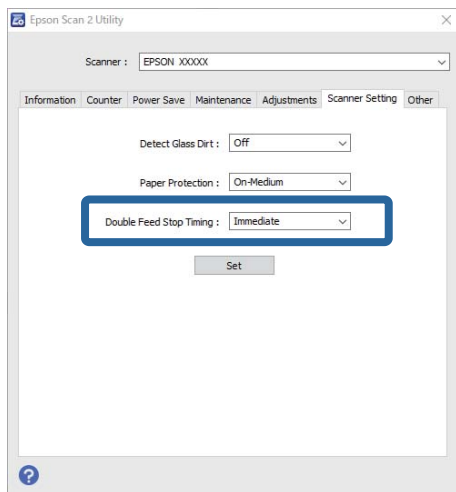 Epson Scan 2 Utility
Scanner : EPSON XXXXX
Information Counter Power Save Maintenance Adjustments Scanner Setting Other
Detect Glass Dirt : Off
Paper Protection : On-Medium
Double Feed Stop Timing : Immediate
Set
?